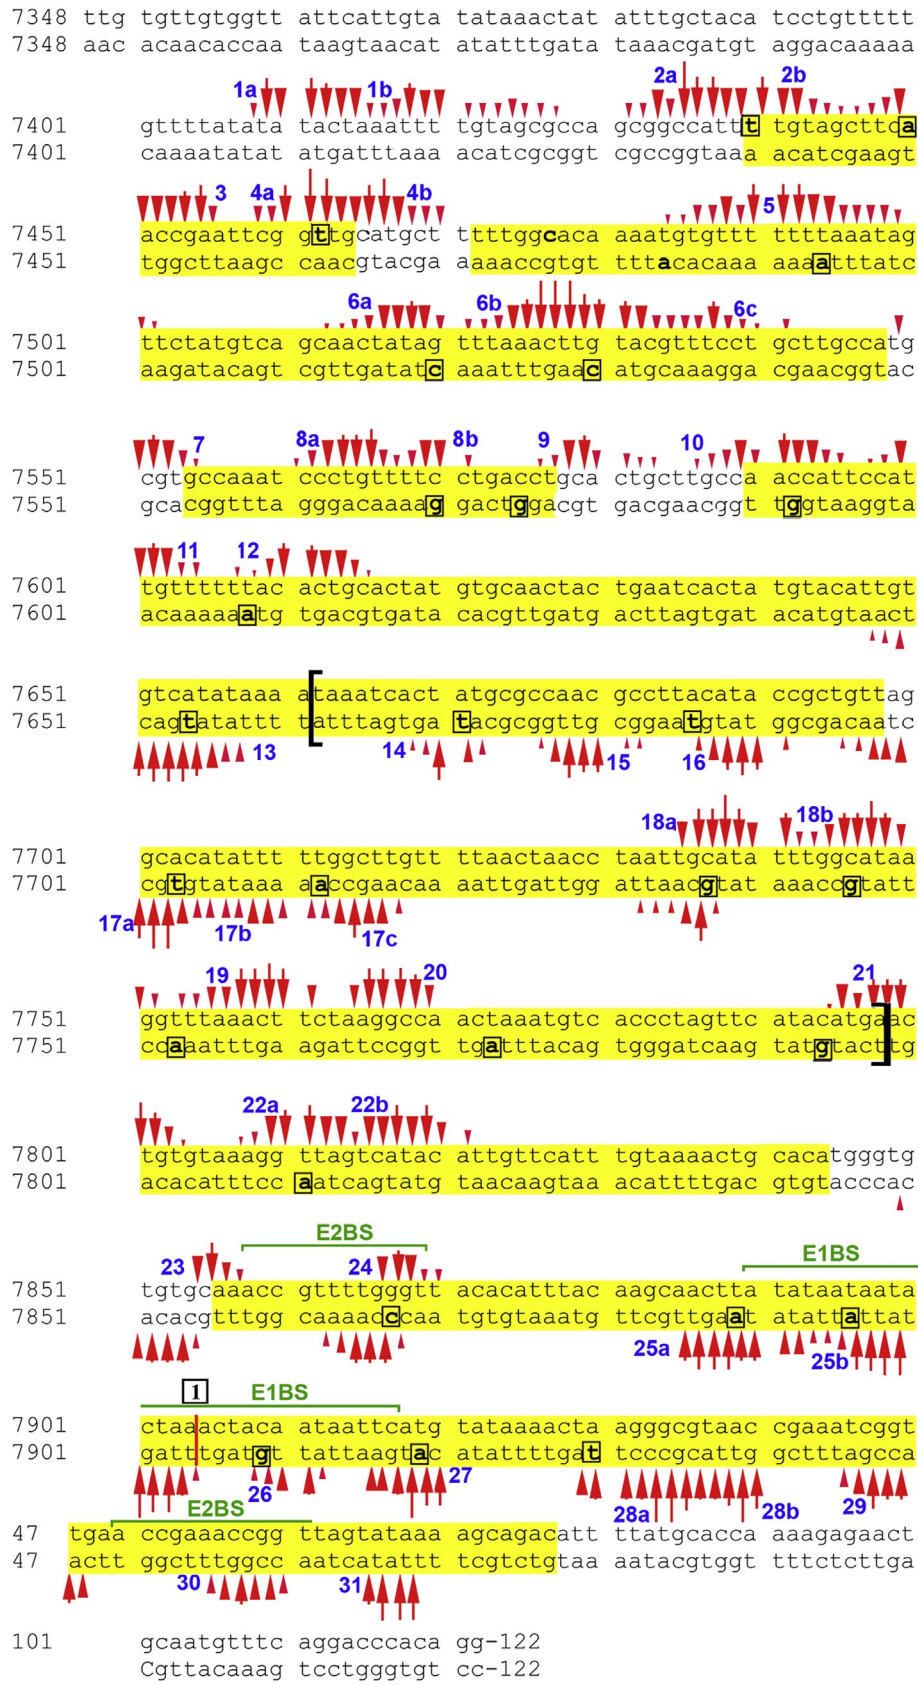 7348 ttg tgttgtggtt attcattgta tataaactat atttgctaca tcctgttttt
7348 aac acaacaccaa taagtaacat atatttgata taaacgatgt aggacaaaaa
1a 1b 2a 2b
7401 gttttatata tactaaattt tgtagcgcca gcggccattt tgtagcttca
7401 caaaatatat atgatttaaa acatcgcggt cgccggtaaa acatcgaagt
3 4a 4b 5
7451 accgaattcg gttgcatgct ttttggcaca aaatgtgttt ttttaaatag
7451 tggcttaagc caacgtacga aaaaccgtgt tttacacaaa aaaatttatc
6a 6b 6c
7501 ttctatgtca gcaactatag tttaaacttg tacgtttcct gcttgccatg
7501 aagatacagt cgttgatatc aaatttgaac atgcaaagga cgaacggtac
7 8a 8b 9 10
7551 cgtgccaaat ccctgttttc ctgacctgca ctgcttgcca accattccat
7551 gcacggttta gggacaaaag gactggacgt gacgaacggt tggtaaggta
11 12
7601 tgttttttac actgcactat gtgcaactac tgaatcacta tgtacattgt
7601 acaaaaaatg tgacgtgata cacgttgatg acttagtgat acatgtaact
7651 gtcatataaa ataaatcact atgcgccaac gccttacata ccgctgttag
7651 cagtatattt tatttagtga tacgcggttg cggaatgtat ggcgacaatc
13 14 15 16
18a 18b
7701 gcacatattt ttggcttgtt ttaactaacc taattgcata tttggcataa
7701 cgtgtataaa aaccgaacaa aattgattgg attaacgtat aaaccgtatt
17a 17b 17c
19 20 21
7751 ggtttaaact tctaaggcca actaaatgtc accctagttc atacatgaac
7751 ccaaatttga agattccggt tgatttacag tgggatcaag tatgtacttg
22a 22b
7801 tgtgtaaagg ttagtcatac attgttcatt tgtaaaactg cacatgggtg
7801 acacatttcc aatcagtatg taacaagtaa acattttgac gtgtacccac
E2BS
23 24 E1BS
7851 tgtgcaaacc gttttgggtt acacatttac aagcaactta tataataata
7851 acacgtttgg caaaacccaa tgtgtaaatg ttcgttgaat atattattat
25a 25b
1 E1BS
7901 ctaaactaca ataattcatg tataaaacta agggcgtaac cgaaatcggt
7901 gatttgatgt tattaagtac atattttgat tcccgcattg gctttagcca
26 27 28a 28b 29
E2BS
47 tgaa ccgaaaccgg ttagtataaa agcagacatt ttatgcacca aaagagaact
47 actt ggctttggcc aatcatattt tcgtctgtaa aatacgtggt tttctcttga
30 31
101 gcaatgtttc aggacccaca gg-122
Cgttacaaag tcctgggtgt cc-122